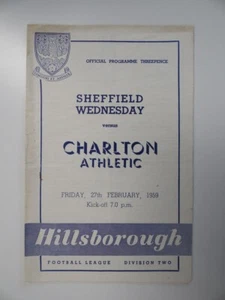 OFFICIAL PROGRAMME THREEPENCE
SHEFFIELD
WEDNESDAY
versus
CHARLTON
ATHLETIC
FRIDAY, 27th FEBRUARY, 1959
Kick-off 7.0 p.m.
Hillsborough
FOOTBALL LEAGUE DIVISION TWO